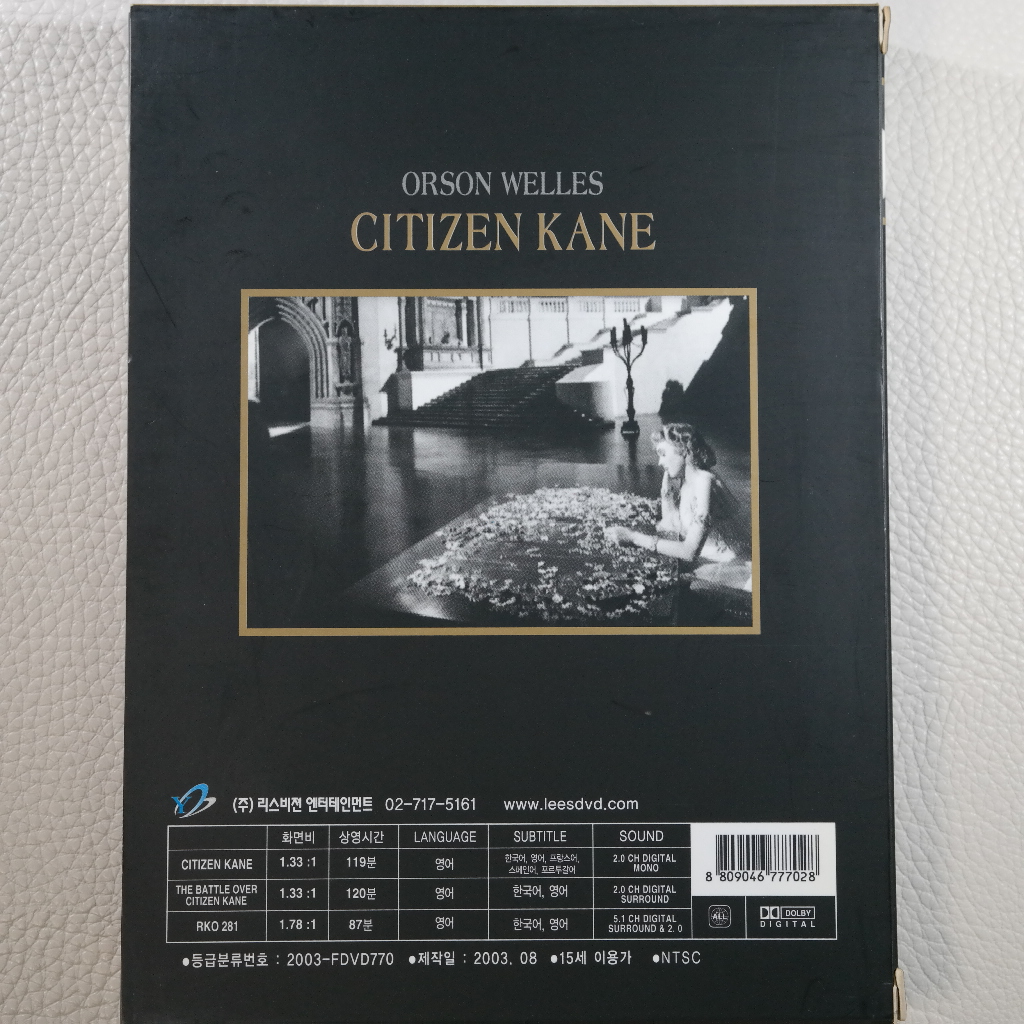 ORSON WELLES
CITIZEN KANE
(주) 리스비젼 엔터테인먼트 02-717-5161 www.leesdvd.com
화면비 상영시간 LANGUAGE SUBTITLE SOUND
CITIZEN KANE 1.33 :1 119분 영어 한국어, 영어, 프랑스어, 스페인어, 포르투갈어 2.0 CH DIGITAL MONO
THE BATTLE OVER CITIZEN KANE 1.33 :1 120분 영어 한국어, 영어 2.0 CH DIGITAL SURROUND
RKO 281 1.78 :1 87분 영어 한국어, 영어 5.1 CH DIGITAL SURROUND & 2. 0
8 809046 777028
ALL
DOLBY
DIGITAL
●등급분류번호 : 2003-FDVD770 ●제작일 : 2003. 08 ●15세 이용가 ●NTSC